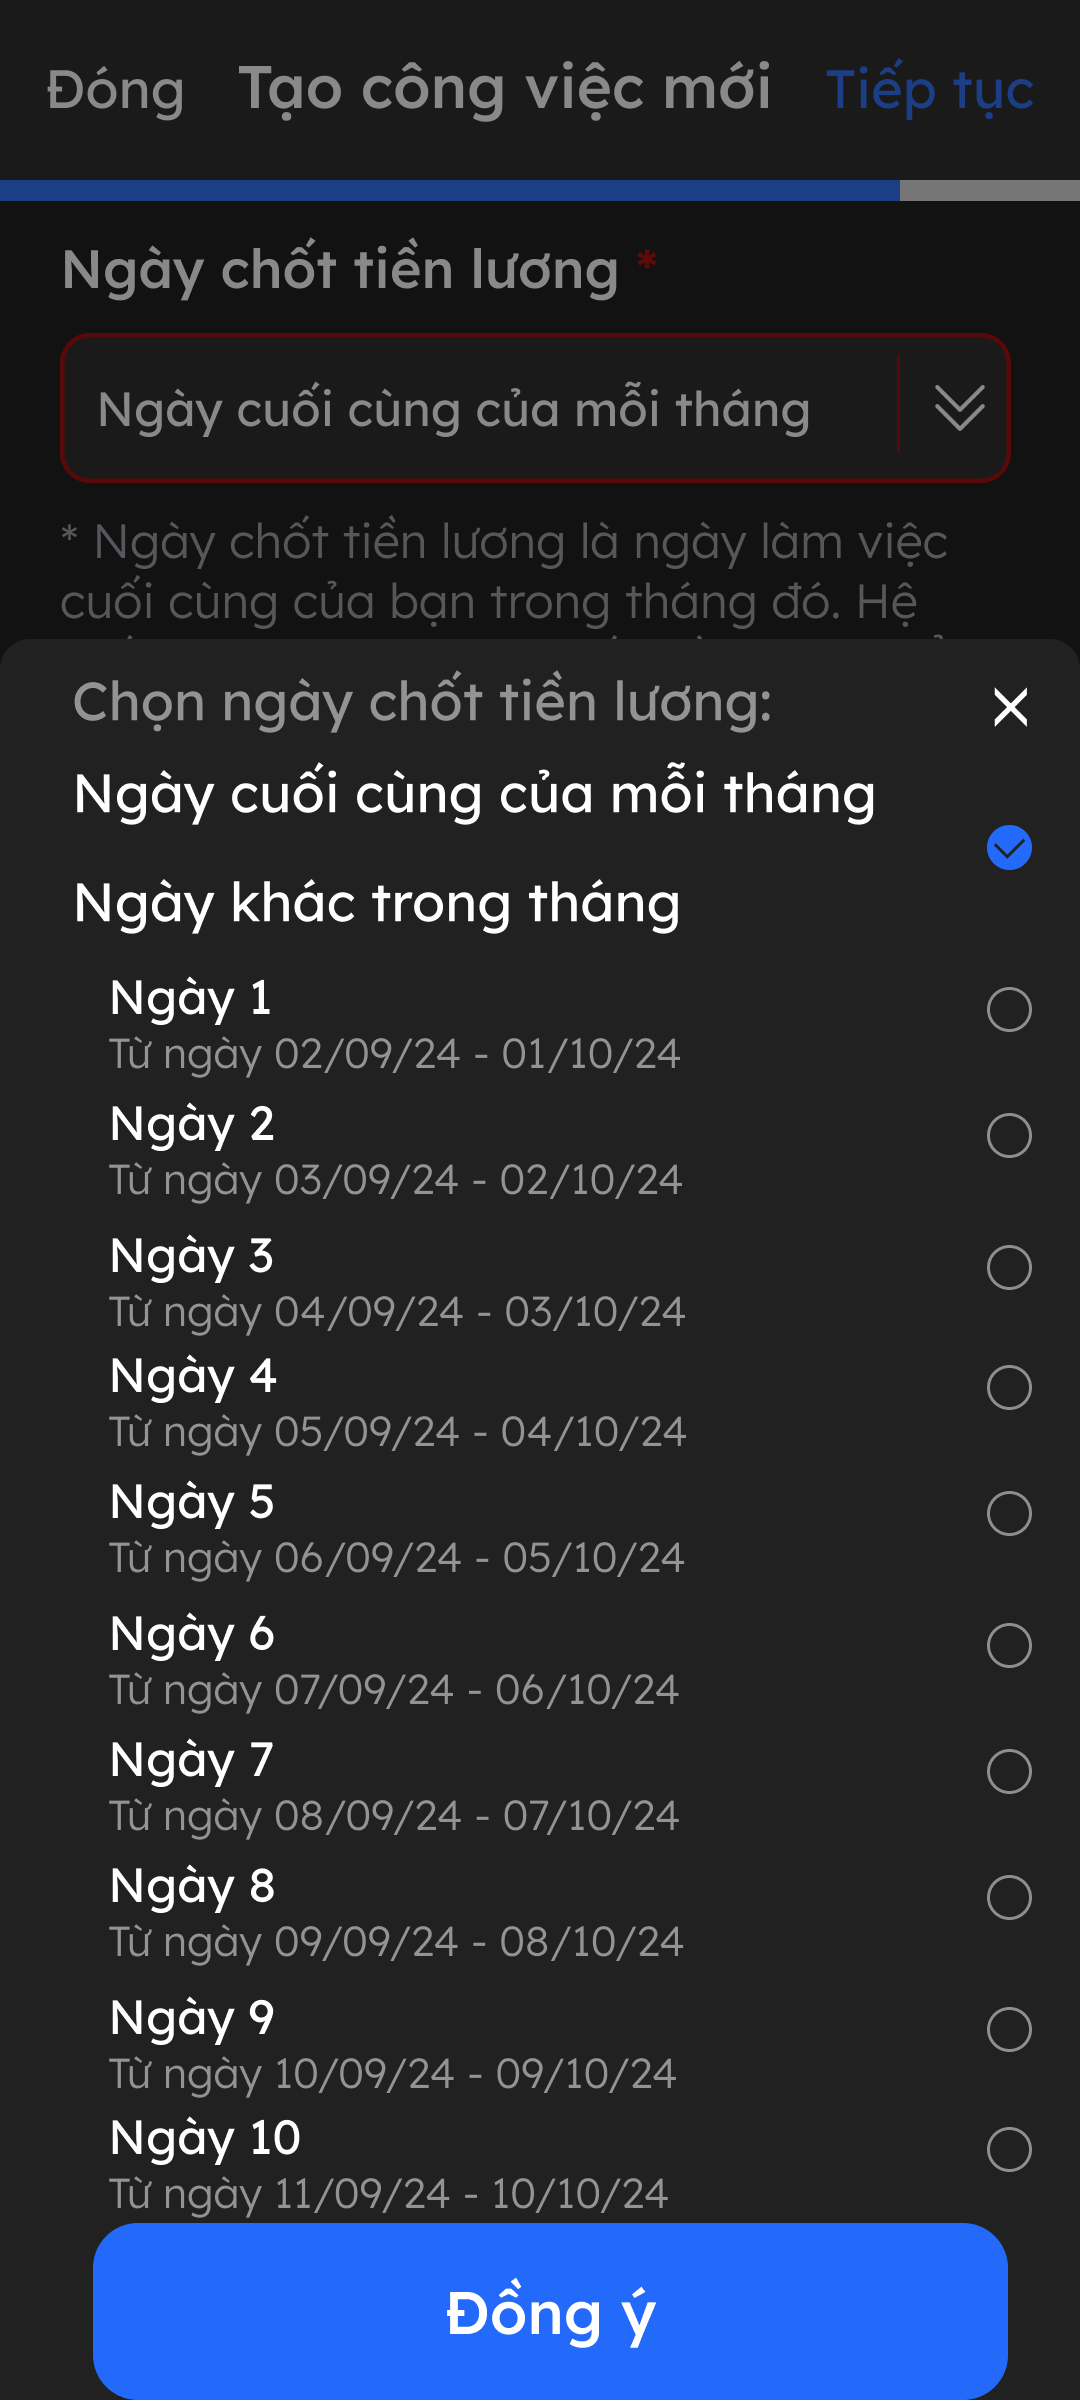 Đóng Tạo công việc mới Tiếp tục
Ngày chốt tiền lương *
Ngày cuối cùng của mỗi tháng
* Ngày chốt tiền lương là ngày làm việc
cuối cùng của bạn trong tháng đó. Hệ
Chọn ngày chốt tiền lương:
Ngày cuối cùng của mỗi tháng
Ngày khác trong tháng
Ngày 1
Từ ngày 02/09/24 - 01/10/24
Ngày 2
Từ ngày 03/09/24 - 02/10/24
Ngày 3
Từ ngày 04/09/24 - 03/10/24
Ngày 4
Từ ngày 05/09/24 - 04/10/24
Ngày 5
Từ ngày 06/09/24 - 05/10/24
Ngày 6
Từ ngày 07/09/24 - 06/10/24
Ngày 7
Từ ngày 08/09/24 - 07/10/24
Ngày 8
Từ ngày 09/09/24 - 08/10/24
Ngày 9
Từ ngày 10/09/24 - 09/10/24
Ngày 10
Từ ngày 11/09/24 - 10/10/24
Đồng ý